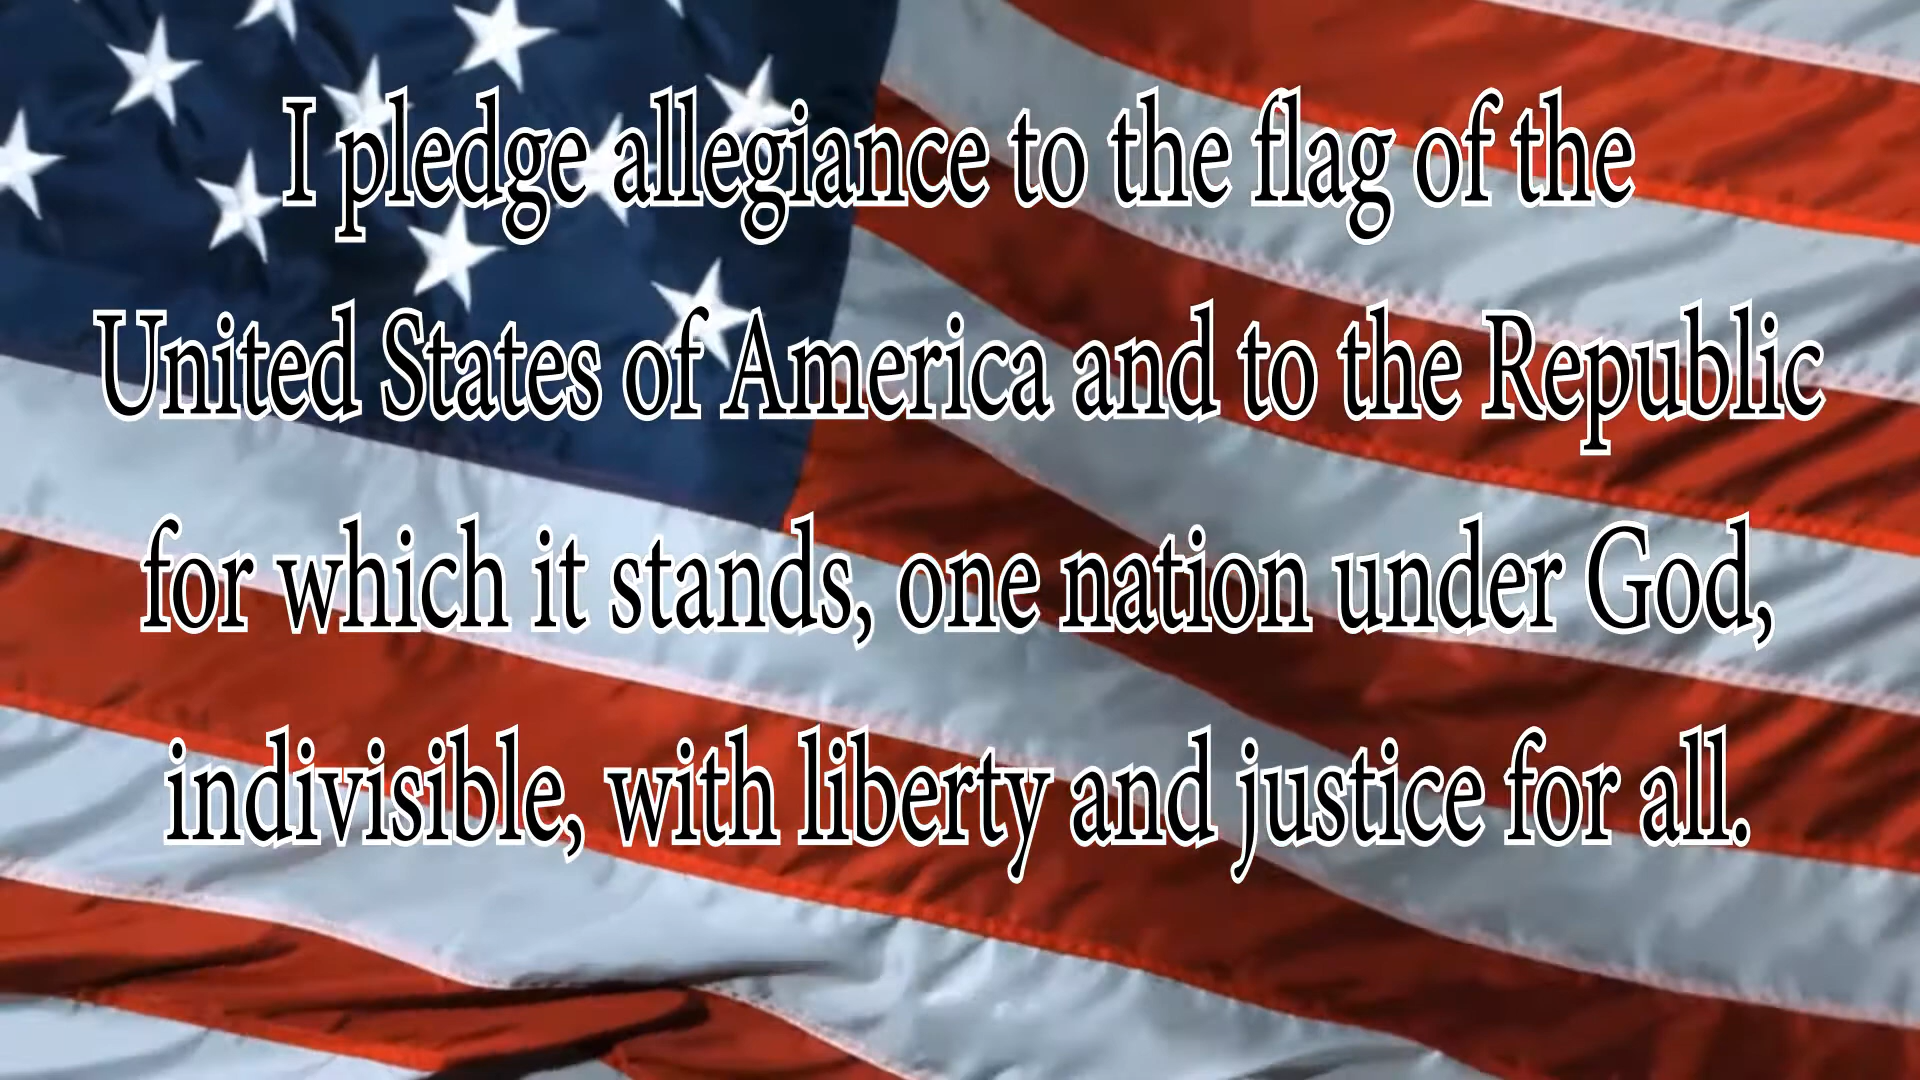 I pledge allegiance to the flag of the
United States of America and to the Republic
for which it stands, one nation under God,
indivisible, with liberty and justice for all.